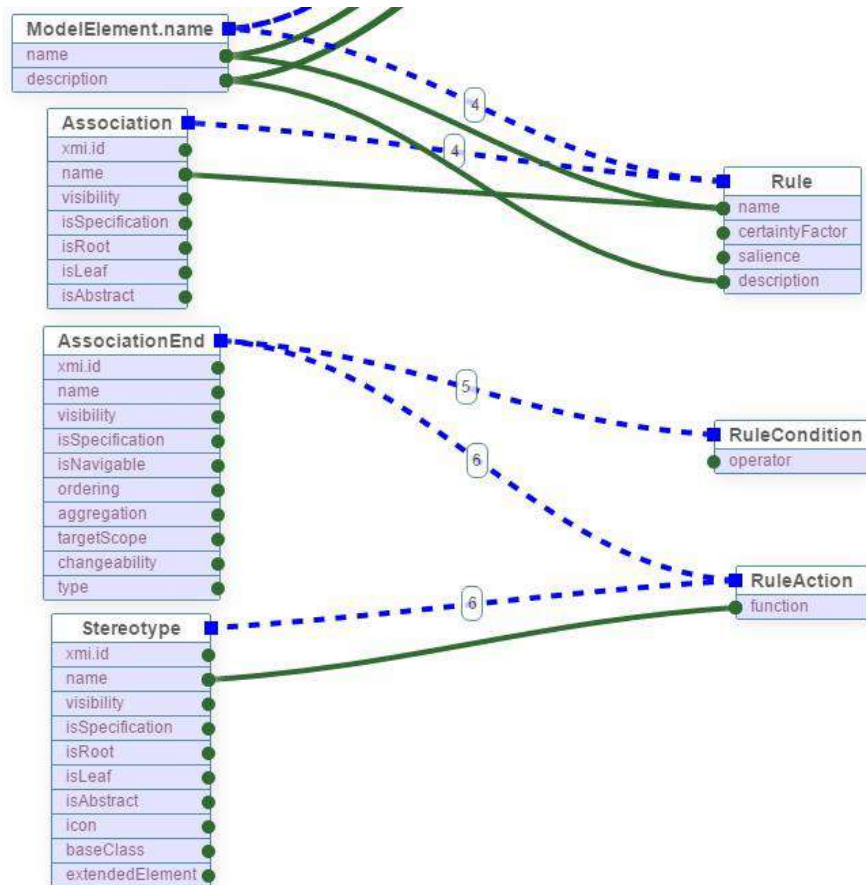 ModelElement.name
name
description
4
Association
xmi.id
name
visibility
isSpecification
isRoot
isLeaf
isAbstract
4
Rule
name
certaintyFactor
salience
description
AssociationEnd
xmi.id
name
visibility
isSpecification
isNavigable
ordering
aggregation
targetScope
changeability
type
5
6
RuleCondition
operator
RuleAction
function
6
Stereotype
xmi.id
name
visibility
isSpecification
isRoot
isLeaf
isAbstract
icon
baseClass
extendedElement